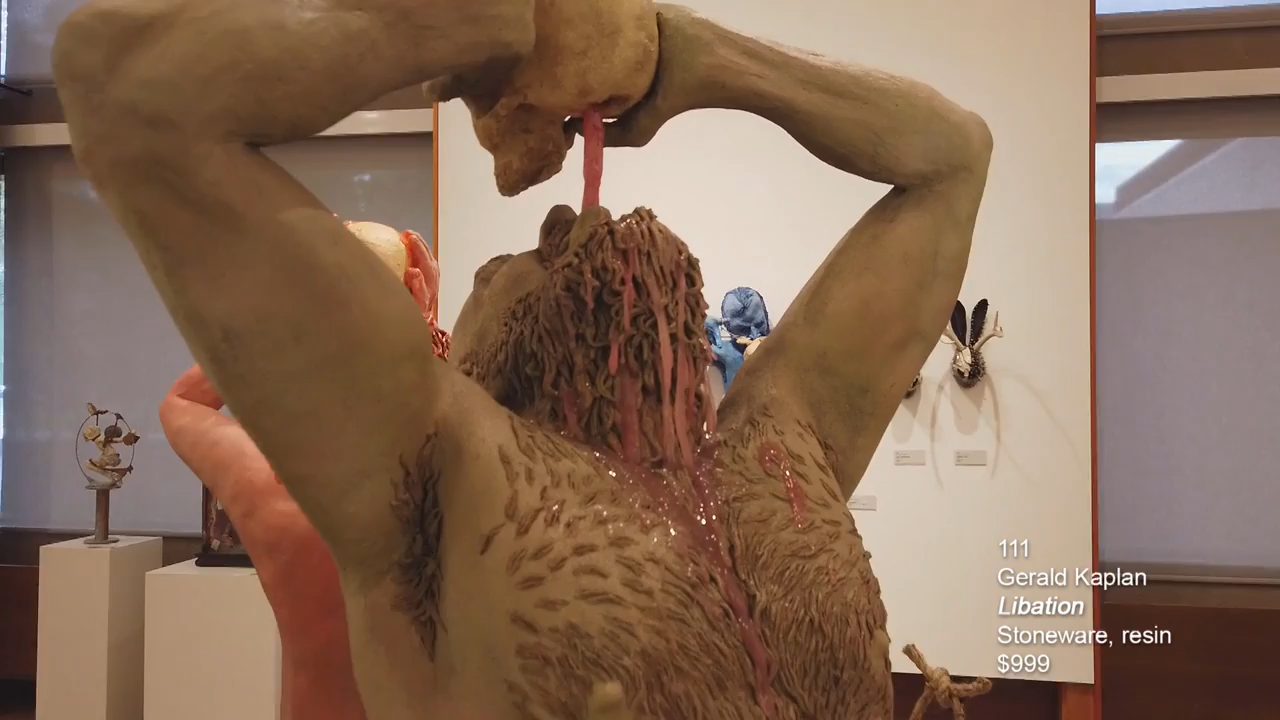 111
Gerald Kaplan
Libation
Stoneware, resin
$999